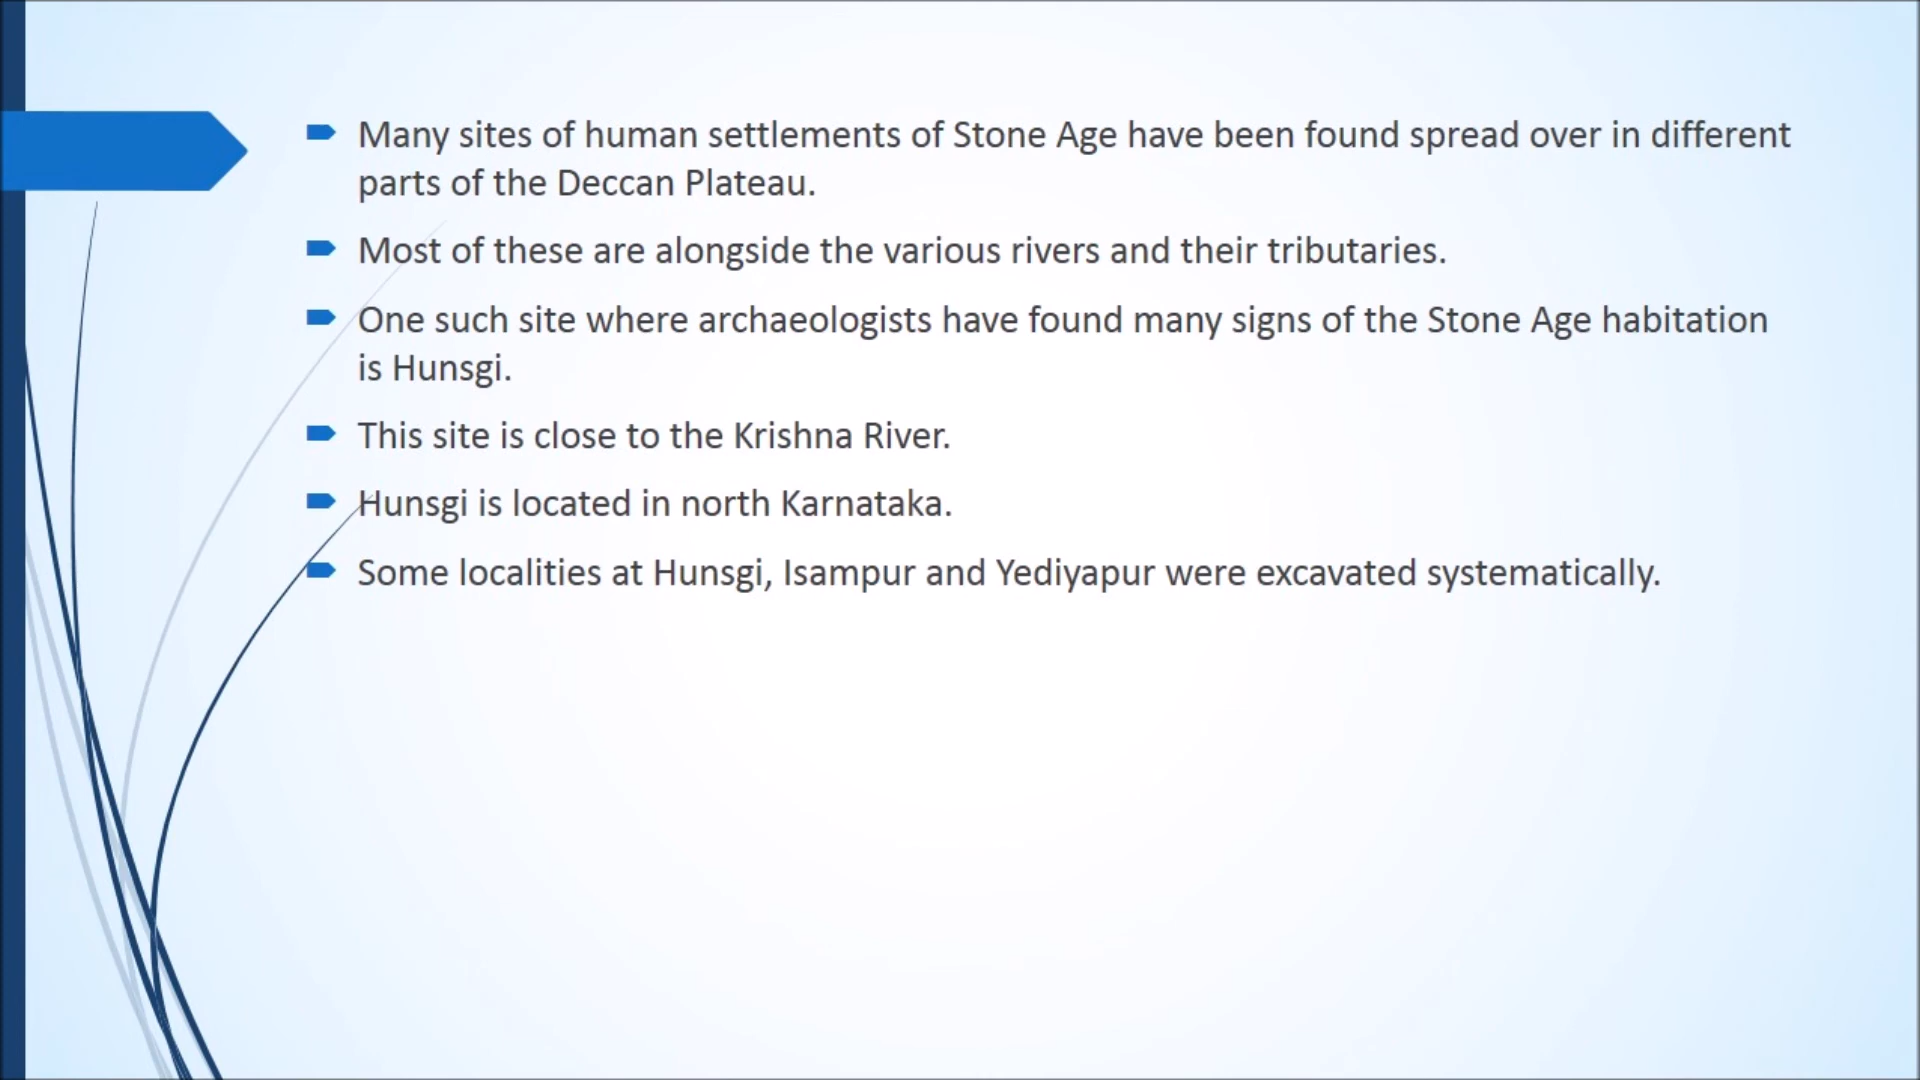 Many sites of human settlements of Stone Age have been found spread over in different
parts of the Deccan Plateau.
Most of these are alongside the various rivers and their tributaries.
One such site where archaeologists have found many signs of the Stone Age habitation
is Hunsgi.
This site is close to the Krishna River.
Hunsgi is located in north Karnataka.
Some localities at Hunsgi, Isampur and Yediyapur were excavated systematically.